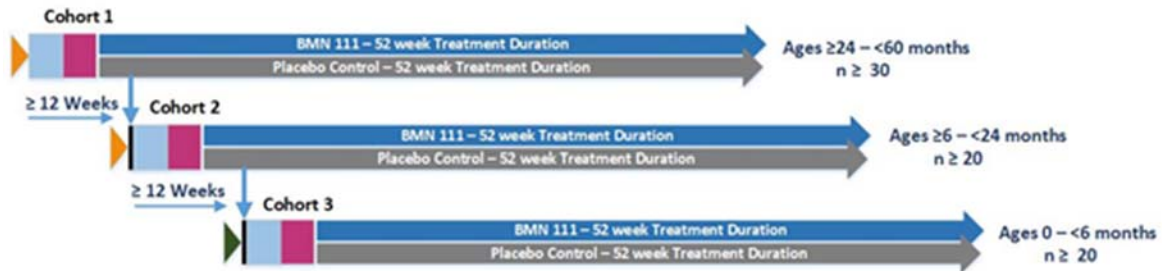 Cohort 1
BMN 111 – 52 week Treatment Duration
Placebo Control – 52 week Treatment Duration
Ages ≥24 – <60 months
n ≥ 30
≥ 12 Weeks
Cohort 2
BMN 111 – 52 week Treatment Duration
Placebo Control – 52 week Treatment Duration
Ages ≥6 – <24 months
n ≥20
≥ 12 Weeks
Cohort 3
BMN 111 – 52 week Treatment Duration
Placebo Control – 52 week Treatment Duration
Ages 0 – <6 months
n ≥ 20